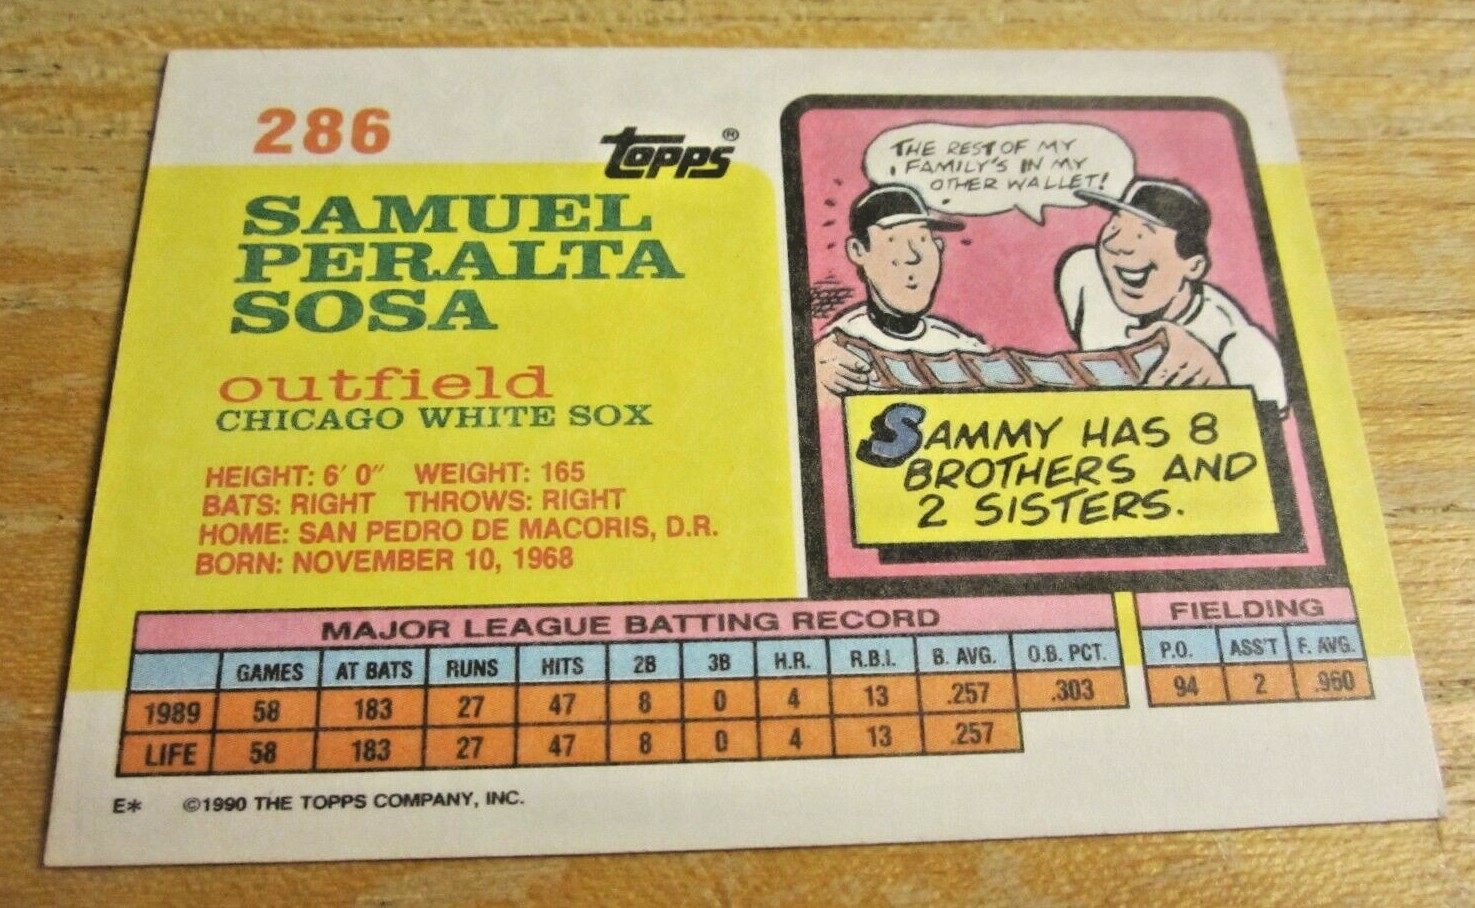 286
topps®
SAMUEL
PERALTA
SOSA
outfield
CHICAGO WHITE SOX
HEIGHT: 6' 0" WEIGHT: 165
BATS: RIGHT THROWS: RIGHT
HOME: SAN PEDRO DE MACORIS, D.R.
BORN: NOVEMBER 10, 1968
THE REST OF MY
FAMILY'S IN MY
OTHER WALLET!
SAMMY HAS 8
BROTHERS AND
2 SISTERS.
MAJOR LEAGUE BATTING RECORD
GAMES AT BATS RUNS HITS 2B 3B H.R. R.B.I. B. AVG. O.B. PCT.
1989 58 183 27 47 8 0 4 13 .257 .303
LIFE 58 183 27 47 8 0 4 13 .257
FIELDING
P.O. ASS'T F. AVG.
94 2 .960
E* ©1990 THE TOPPS COMPANY, INC.